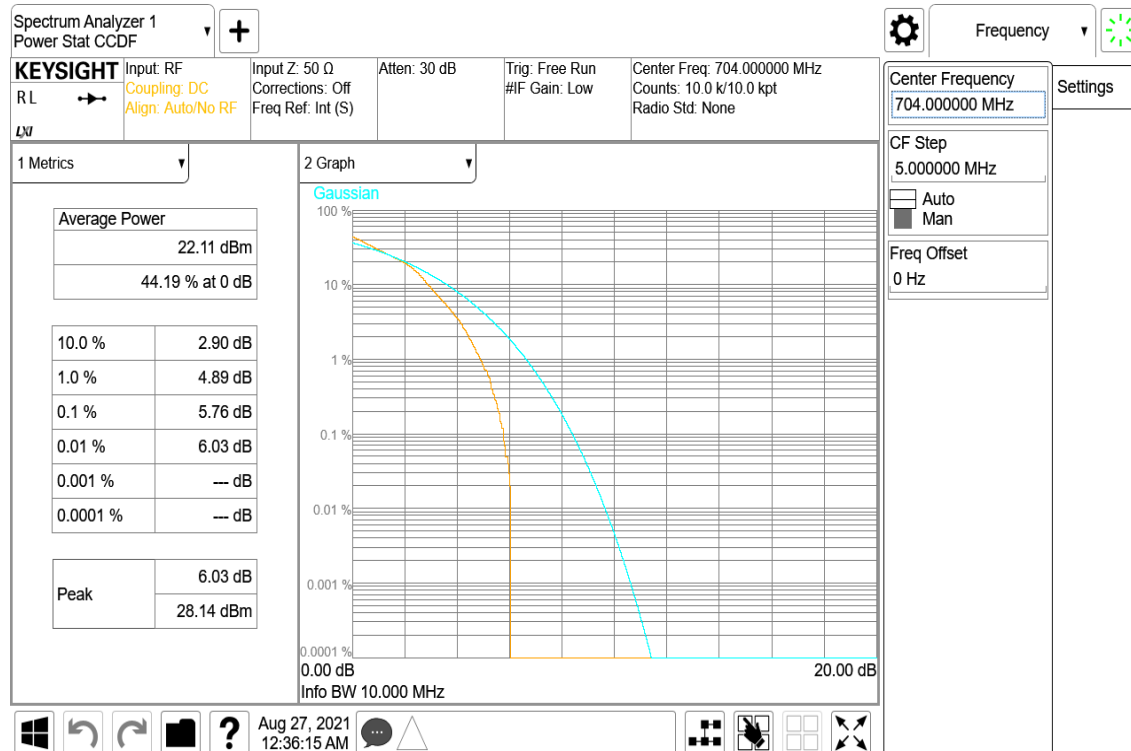 Spectrum Analyzer 1
Power Stat CCDF
Frequency
KEYSIGHT
RL
LXI
Input: RF
Coupling: DC
Align: Auto/No RF
Input Z: 50 Ω
Corrections: Off
Freq Ref: Int (S)
Atten: 30 dB
Trig: Free Run
#IF Gain: Low
Center Freq: 704.000000 MHz
Counts: 10.0 k/10.0 kpt
Radio Std: None
Center Frequency
704.000000 MHz
Settings
CF Step
5.000000 MHz
Auto
Man
Freq Offset
0 Hz
1 Metrics
Average Power
22.11 dBm
44.19 % at 0 dB
10.0 % 2.90 dB
1.0 % 4.89 dB
0.1 % 5.76 dB
0.01 % 6.03 dB
0.001 % --- dB
0.0001 % --- dB
Peak 6.03 dB
28.14 dBm
2 Graph
Gaussian
100 %
10 %
1 %
0.1 %
0.01 %
0.001 %
0.0001 %
0.00 dB 20.00 dB
Info BW 10.000 MHz
?
Aug 27, 2021
12:36:15 AM